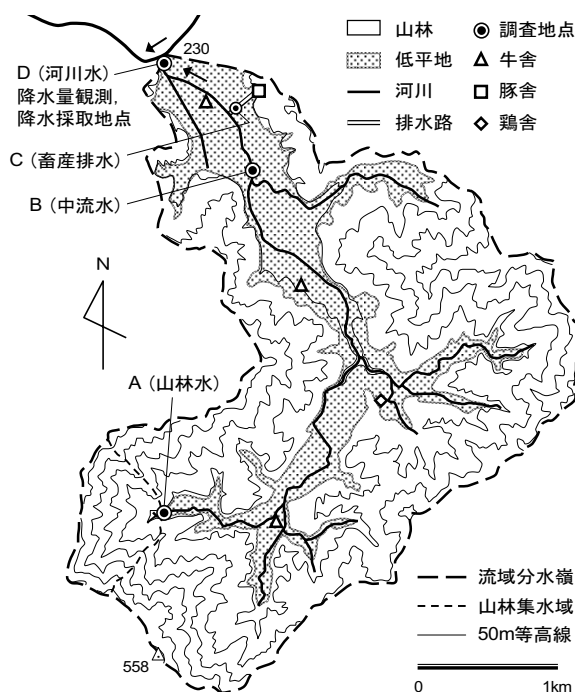 230
D（河川水）
降水量観測，
降水採取地点
C（畜産排水）
B（中流水）
山林
低平地
河川
排水路
調査地点
牛舎
豚舎
鶏舎
N
A（山林水）
558
流域分水嶺
山林集水域
50m等高線
0 1km